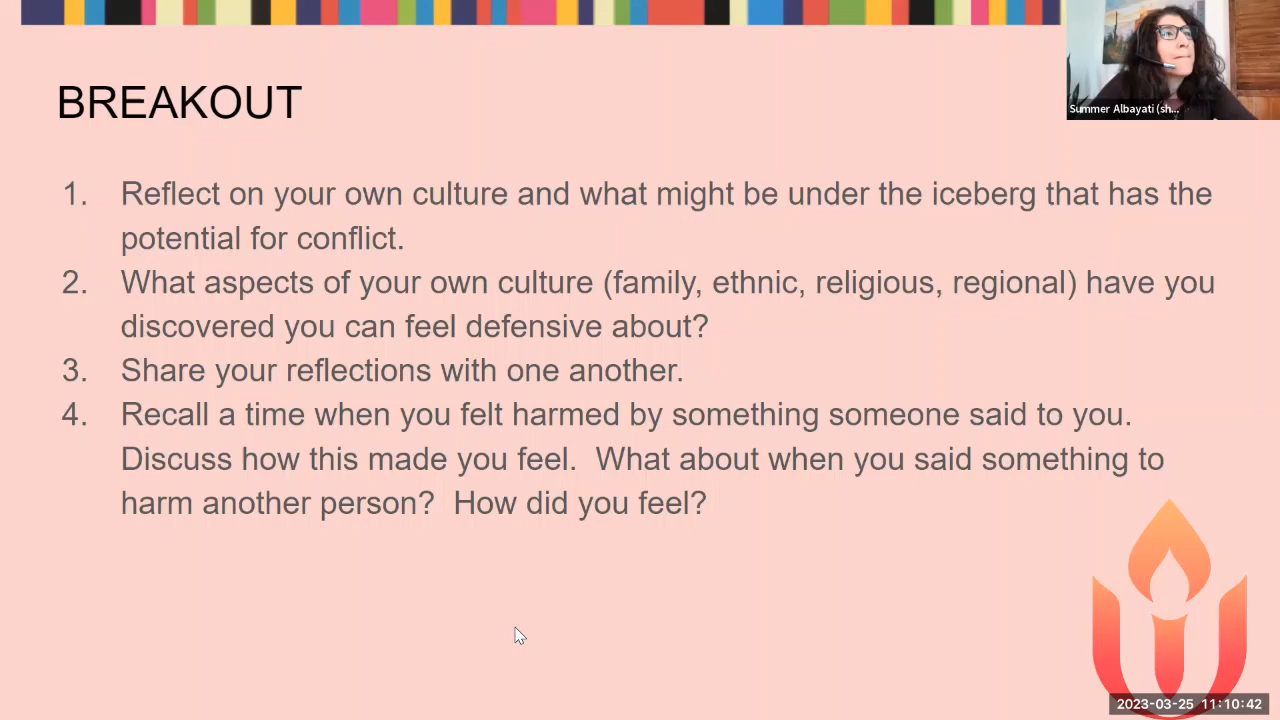 BREAKOUT
Summer Albayati (sh...
1. Reflect on your own culture and what might be under the iceberg that has the
potential for conflict.
2. What aspects of your own culture (family, ethnic, religious, regional) have you
discovered you can feel defensive about?
3. Share your reflections with one another.
4. Recall a time when you felt harmed by something someone said to you.
Discuss how this made you feel.  What about when you said something to
harm another person?  How did you feel?
2023-03-25 11:10:42